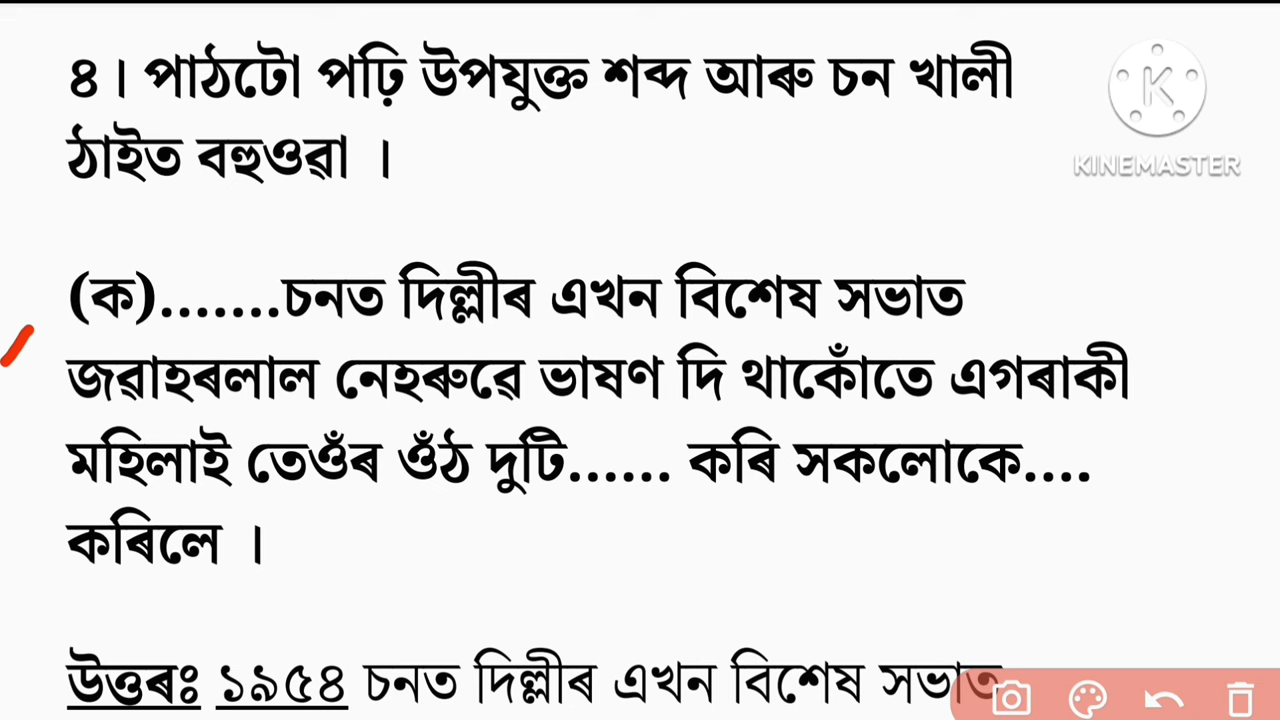 ৪। পাঠটো পঢ়ি উপযুক্ত শব্দ আৰু চন খালী
ঠাইত বহুওৱা ।
KINEMASTER
(ক).......চনত দিল্লীৰ এখন বিশেষ সভাত
জৱাহৰলাল নেহৰুৱে ভাষণ দি থাকোঁতে এগৰাকী
মহিলাই তেওঁৰ ওঁঠ দুটি...... কৰি সকলোকে....
কৰিলে ।
উত্তৰঃ ১৯৫৪ চনত দিল্লীৰ এখন বিশেষ সভাত